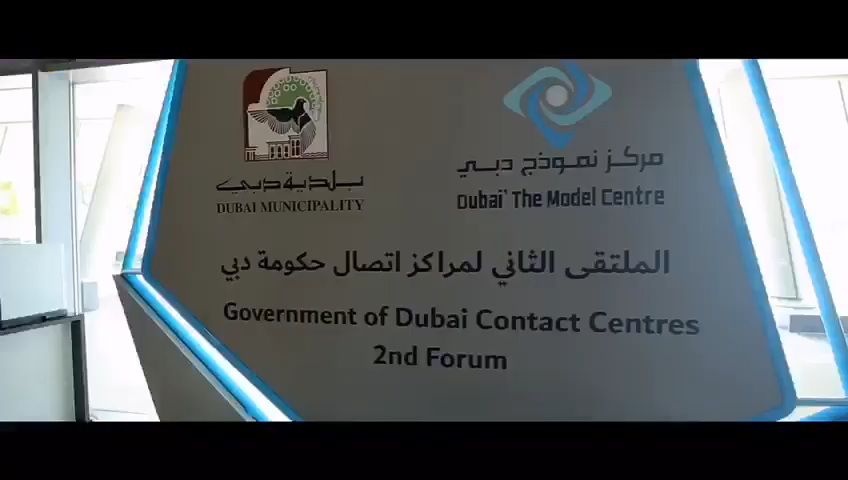 بلدية دبي
DUBAI MUNICIPALITY
مركز نموذج دبي
Dubai The Model Centre
الملتقى الثاني لمراكز اتصال حكومة دبي
Government of Dubai Contact Centres
2nd Forum